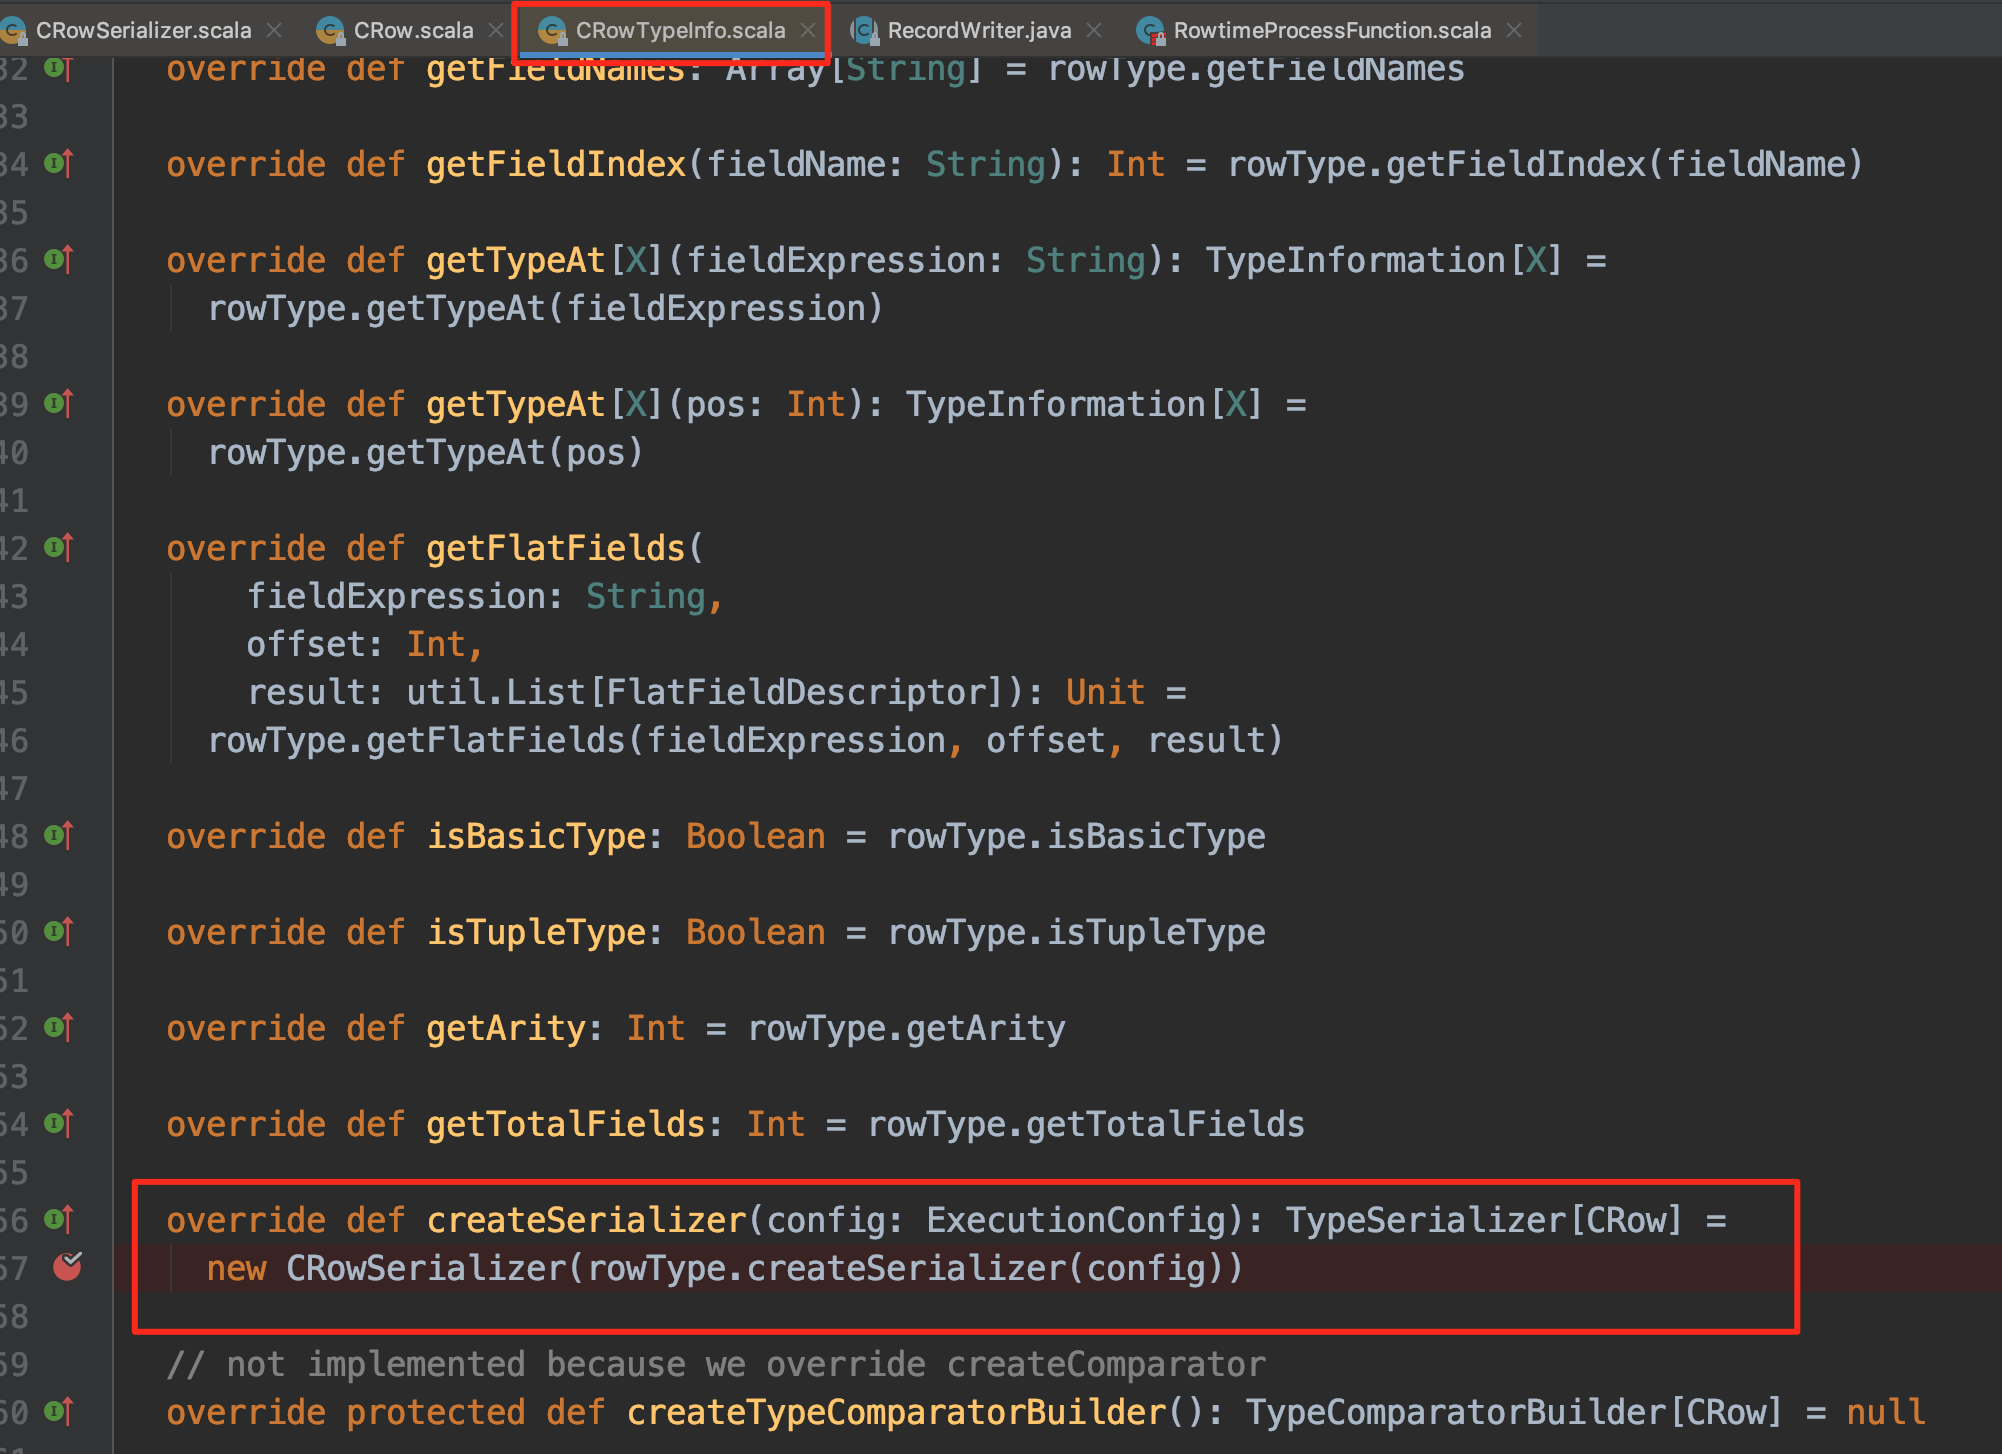 CRowSerializer.scala CRow.scala CRowTypeInfo.scala RecordWriter.java RowtimeProcessFunction.scala
32 override def getFieldNames: Array[String] = rowType.getFieldNames
33
34 override def getFieldIndex(fieldName: String): Int = rowType.getFieldIndex(fieldName)
35
36 override def getTypeAt[X](fieldExpression: String): TypeInformation[X] =
37 rowType.getTypeAt(fieldExpression)
38
39 override def getTypeAt[X](pos: Int): TypeInformation[X] =
40 rowType.getTypeAt(pos)
41
42 override def getFlatFields(
43 fieldExpression: String,
44 offset: Int,
45 result: util.List[FlatFieldDescriptor]): Unit =
46 rowType.getFlatFields(fieldExpression, offset, result)
47
48 override def isBasicType: Boolean = rowType.isBasicType
49
50 override def isTupleType: Boolean = rowType.isTupleType
51
52 override def getArity: Int = rowType.getArity
53
54 override def getTotalFields: Int = rowType.getTotalFields
55
56 override def createSerializer(config: ExecutionConfig): TypeSerializer[CRow] =
57 new CRowSerializer(rowType.createSerializer(config))
58
59 // not implemented because we override createComparator
60 override protected def createTypeComparatorBuilder(): TypeComparatorBuilder[CRow] = null